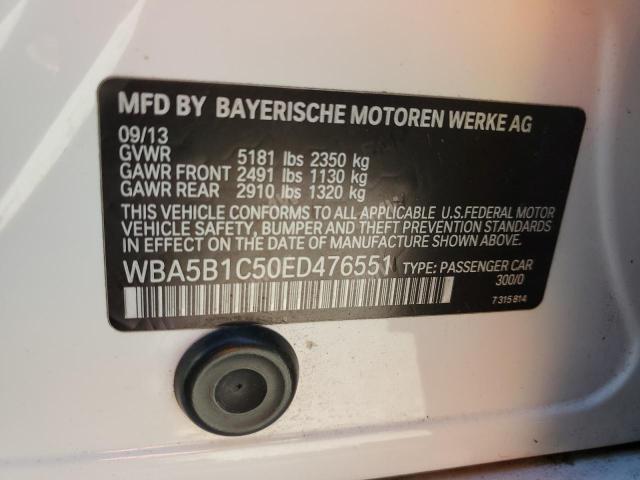 MFD BY BAYERISCHE MOTOREN WERKE AG
09/13
GVWR 5181 lbs 2350 kg
GAWR FRONT 2491 lbs 1130 kg
GAWR REAR 2910 lbs 1320 kg
THIS VEHICLE CONFORMS TO ALL APPLICABLE U.S.FEDERAL MOTOR
VEHICLE SAFETY, BUMPER AND THEFT PREVENTION STANDARDS
IN EFFECT ON THE DATE OF MANUFACTURE SHOWN ABOVE.
WBA5B1C50ED476551 TYPE: PASSENGER CAR
300/0
7 315 814